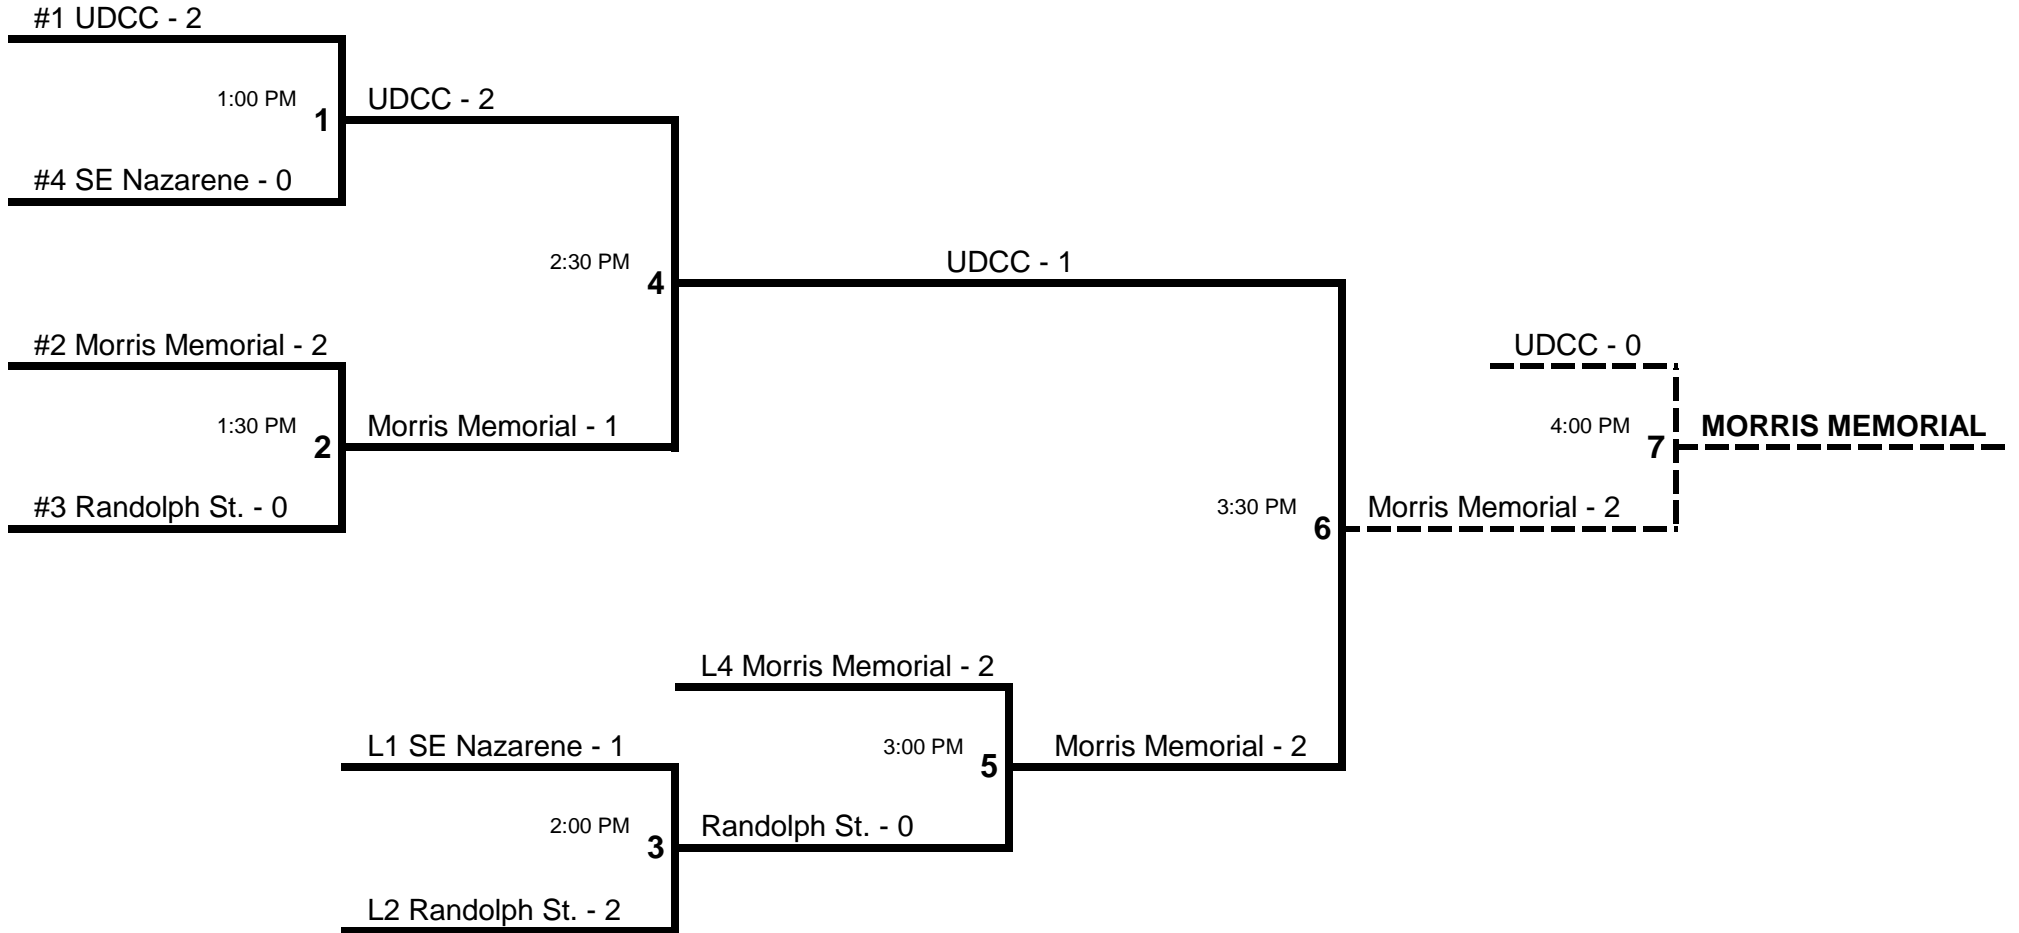 #1 UDCC - 2
1:00 PM
1
UDCC - 2
#4 SE Nazarene - 0
2:30 PM
4
UDCC - 1
#2 Morris Memorial - 2
1:30 PM
2
Morris Memorial - 1
#3 Randolph St. - 0
UDCC - 0
4:00 PM
7
MORRIS MEMORIAL
3:30 PM
6
Morris Memorial - 2
L4 Morris Memorial - 2
L1 SE Nazarene - 1
3:00 PM
5
Morris Memorial - 2
2:00 PM
3
Randolph St. - 0
L2 Randolph St. - 2